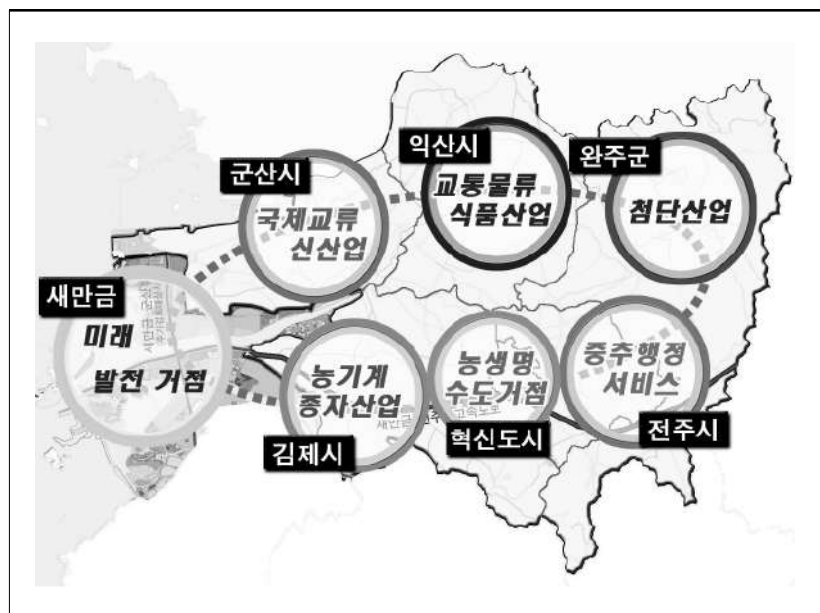 군산시
국제교류
신산업
익산시
교통물류
식품산업
완주군
첨단산업
새만금
미래
발전 거점
농기계
종자산업
김제시
농생명
수도거점
혁신도시
중추행정
서비스
전주시